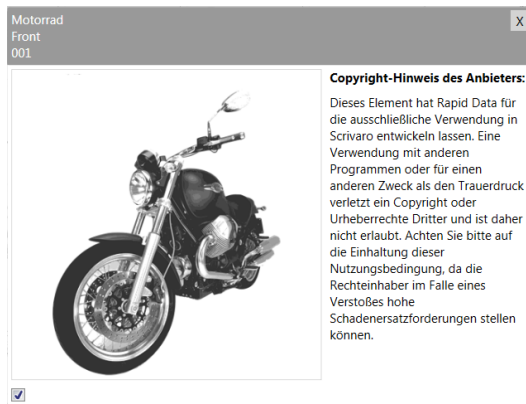 Motorrad
Front
001
X
Copyright-Hinweis des Anbieters:
Dieses Element hat Rapid Data für
die ausschließliche Verwendung in
Scrivaro entwickeln lassen. Eine
Verwendung mit anderen
Programmen oder für einen
anderen Zweck als den Trauerdruck
verletzt ein Copyright oder
Urheberrechte Dritter und ist daher
nicht erlaubt. Achten Sie bitte auf
die Einhaltung dieser
Nutzungsbedingung, da die
Rechteinhaber im Falle eines
Verstoßes hohe
Schadenersatzforderungen stellen
können.